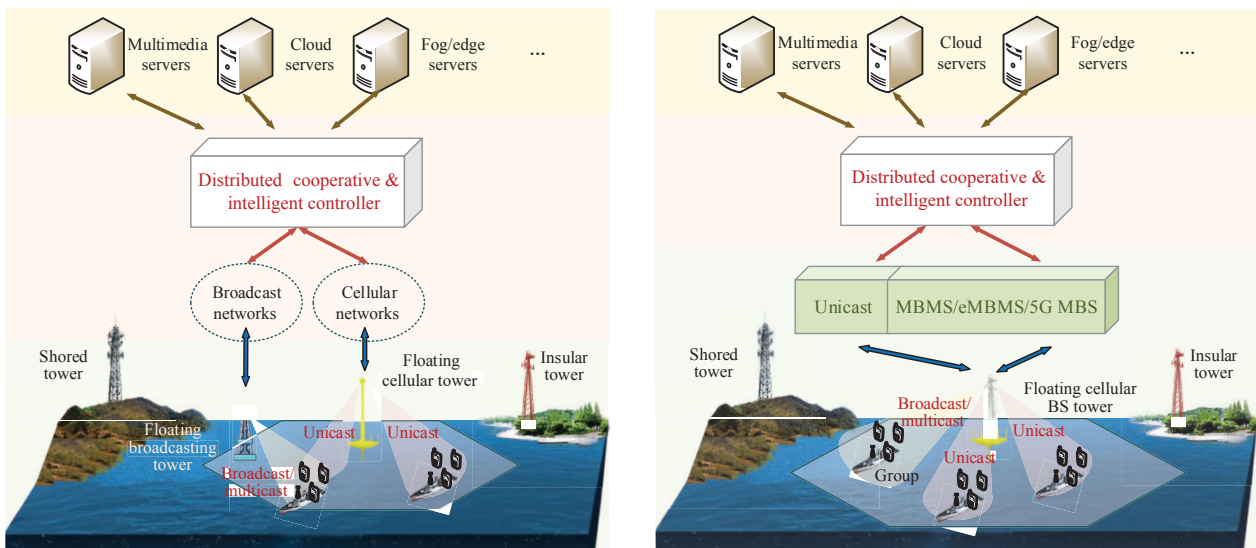 Multimedia
servers
Cloud
servers
Fog/edge
servers
...
Distributed cooperative &
intelligent controller
Broadcast
networks
Cellular
networks
Shored
tower
Floating
cellular tower
Insular
tower
Floating
broadcasting
tower
Unicast
Unicast
Broadcast/
multicast
Multimedia
servers
Cloud
servers
Fog/edge
servers
...
Distributed cooperative &
intelligent controller
Unicast
MBMS/eMBMS/5G MBS
Shored
tower
Insular
tower
Floating cellular
BS tower
Broadcast/
multicast
Unicast
Unicast
Group